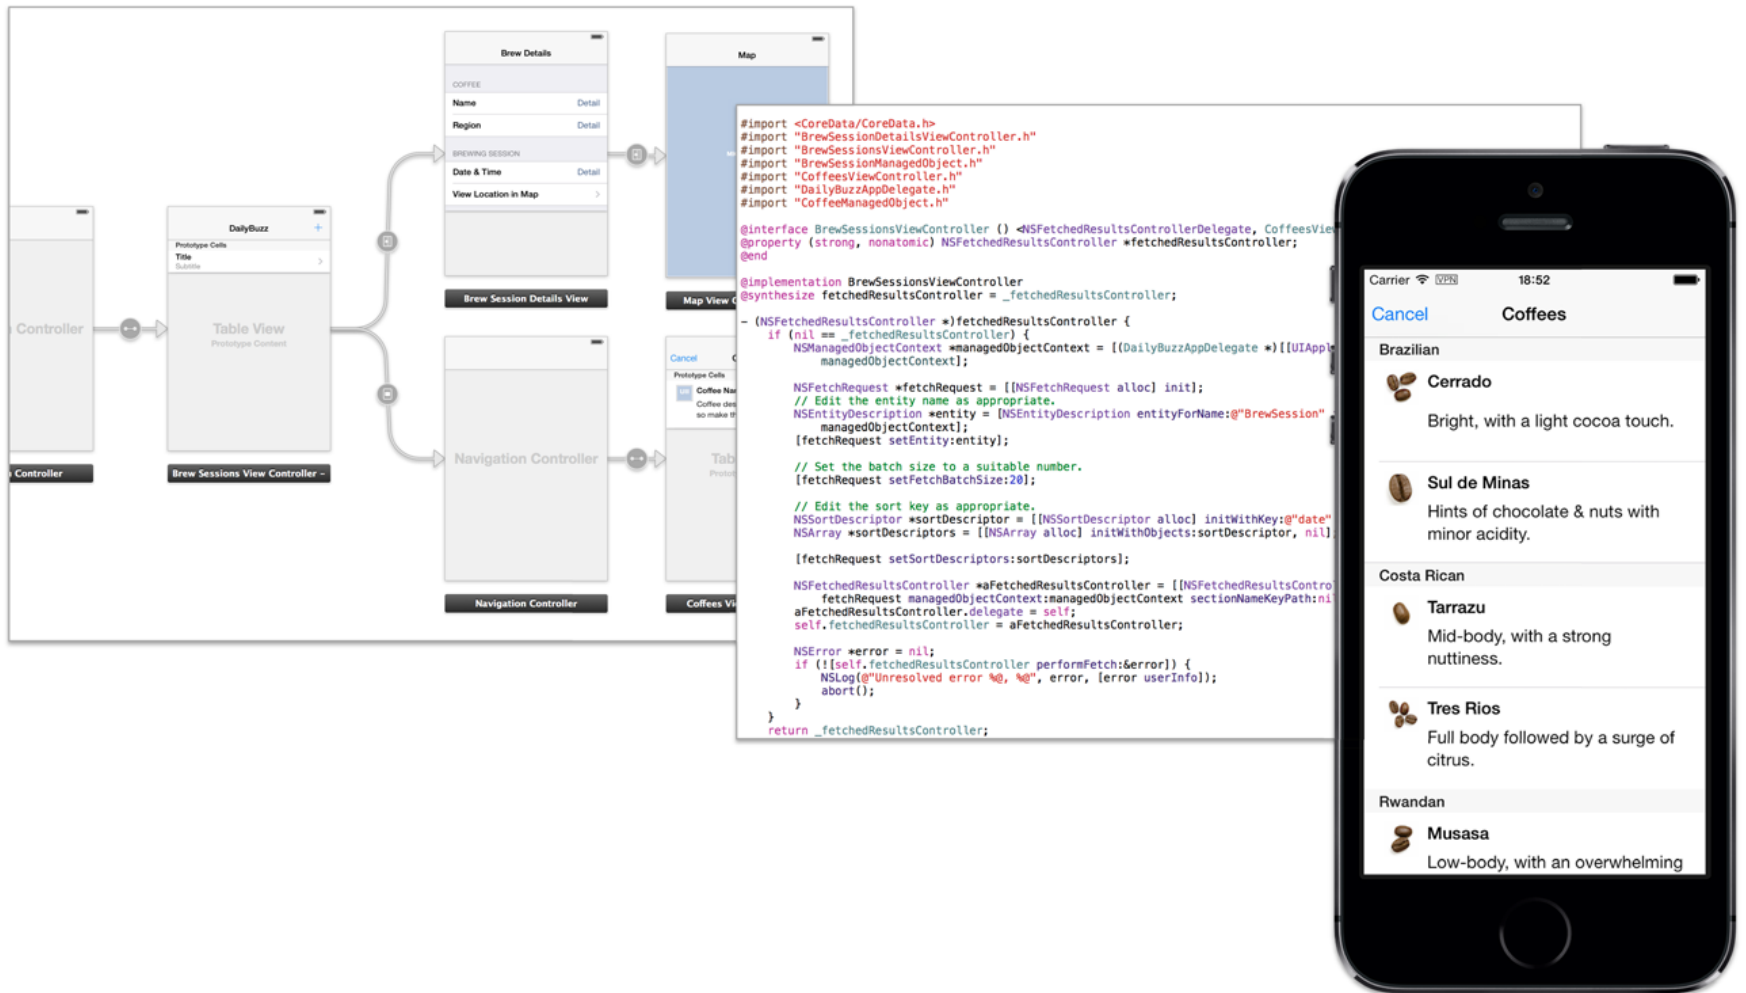 Brew Details
COFFEE
Name Detail
Region Detail
BREWING SESSION
Date & Time Detail
View Location in Map
Brew Session Details View
Map
Map View
Controller
Controller
DailyBuzz +
Prototype Cells
Title
Subtitle
Table View
Prototype Content
Brew Sessions View Controller –
Navigation Controller
Navigation Controller
Cancel
Prototype Cells
Coffee
Coffee
so make
Coffees
#import <CoreData/CoreData.h>
#import "BrewSessionDetailsViewController.h"
#import "BrewSessionsViewController.h"
#import "BrewSessionManagedObject.h"
#import "CoffeesViewController.h"
#import "DailyBuzzAppDelegate.h"
#import "CoffeeManagedObject.h"
@interface BrewSessionsViewController () <NSFetchedResultsControllerDelegate, CoffeesVie
@property (strong, nonatomic) NSFetchedResultsController *fetchedResultsController;
@end
@implementation BrewSessionsViewController
@synthesize fetchedResultsController = _fetchedResultsController;
- (NSFetchedResultsController *)fetchedResultsController {
if (nil == _fetchedResultsController) {
NSManagedObjectContext *managedObjectContext = [(DailyBuzzAppDelegate *)[[UIAppl
managedObjectContext];
NSFetchRequest *fetchRequest = [[NSFetchRequest alloc] init];
// Edit the entity name as appropriate.
NSEntityDescription *entity = [NSEntityDescription entityForName:@"BrewSession"
managedObjectContext];
[fetchRequest setEntity:entity];
// Set the batch size to a suitable number.
[fetchRequest setFetchBatchSize:20];
// Edit the sort key as appropriate.
NSSortDescriptor *sortDescriptor = [[NSSortDescriptor alloc] initWithKey:@"date"
NSArray *sortDescriptors = [[NSArray alloc] initWithObjects:sortDescriptor, nil]
[fetchRequest setSortDescriptors:sortDescriptors];
NSFetchedResultsController *aFetchedResultsController = [[NSFetchedResultsContro
fetchRequest managedObjectContext:managedObjectContext sectionNameKeyPath:ni
aFetchedResultsController.delegate = self;
self.fetchedResultsController = aFetchedResultsController;
NSError *error = nil;
if (![self.fetchedResultsController performFetch:&error]) {
NSLog(@"Unresolved error %@, %@", error, [error userInfo]);
abort();
}
}
return _fetchedResultsController;
Carrier VPN 18:52
Cancel Coffees
Brazilian
Cerrado
Bright, with a light cocoa touch.
Sul de Minas
Hints of chocolate & nuts with
minor acidity.
Costa Rican
Tarrazu
Mid-body, with a strong
nuttiness.
Tres Rios
Full body followed by a surge of
citrus.
Rwandan
Musasa
Low-body, with an overwhelming